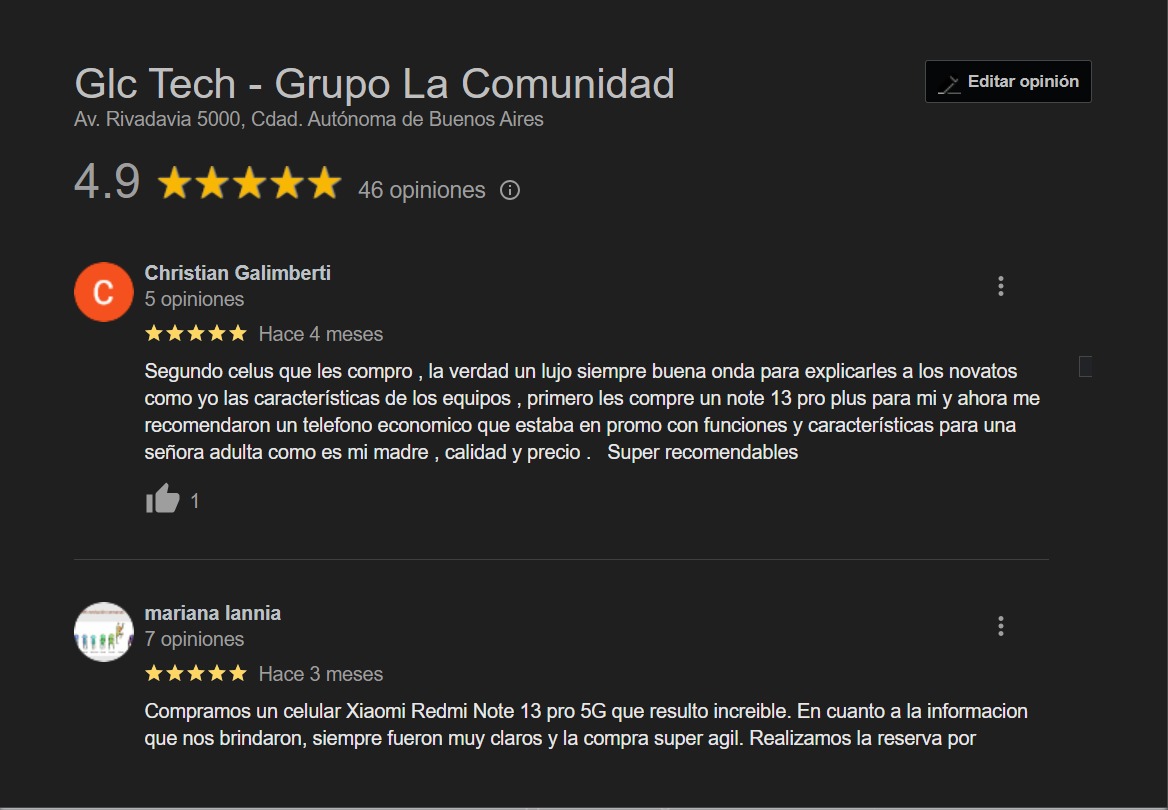 Glc Tech - Grupo La Comunidad
Editar opinión
Av. Rivadavia 5000, Cdad. Autónoma de Buenos Aires
4.9
46 opiniones
C
Christian Galimberti
5 opiniones
Hace 4 meses
Segundo celus que les compro , la verdad un lujo siempre buena onda para explicarles a los novatos
como yo las características de los equipos , primero les compre un note 13 pro plus para mi y ahora me
recomendaron un telefono economico que estaba en promo con funciones y características para una
señora adulta como es mi madre , calidad y precio .   Super recomendables
1
mariana Iannia
7 opiniones
Hace 3 meses
Compramos un celular Xiaomi Redmi Note 13 pro 5G que resulto increible. En cuanto a la informacion
que nos brindaron, siempre fueron muy claros y la compra super agil. Realizamos la reserva por